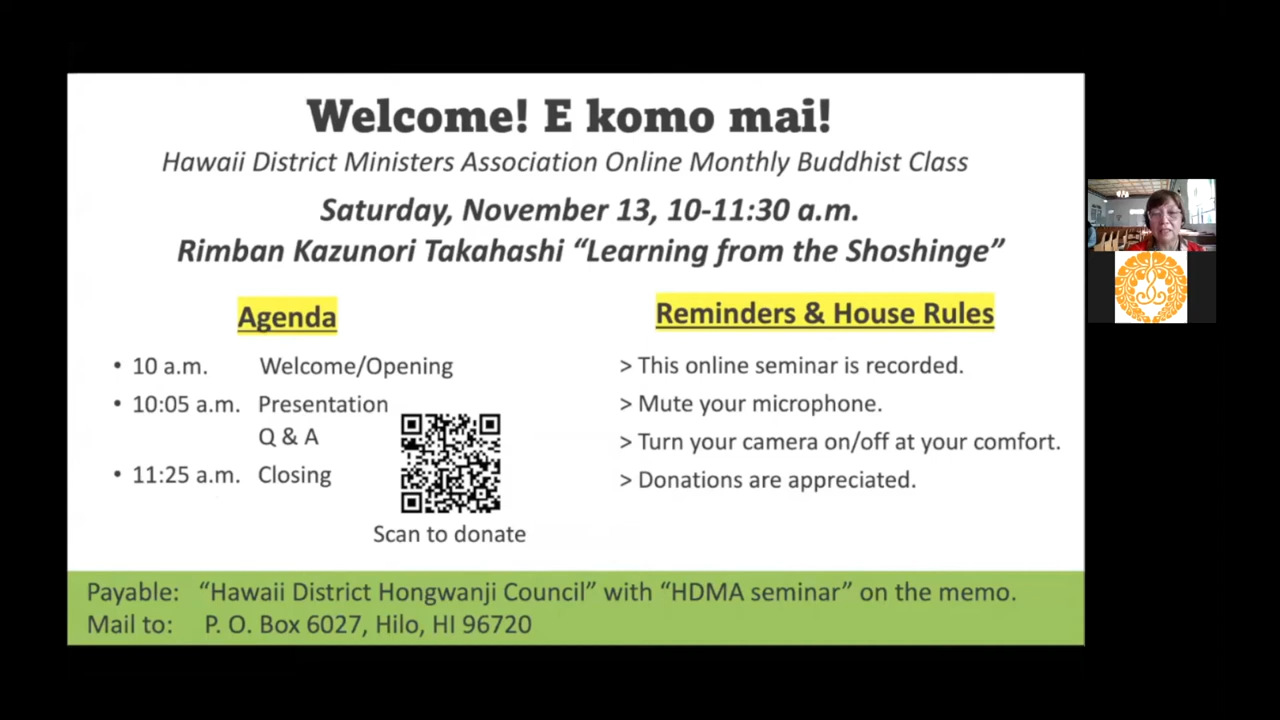 Welcome! E komo mai!
Hawaii District Ministers Association Online Monthly Buddhist Class
Saturday, November 13, 10-11:30 a.m.
Rimban Kazunori Takahashi “Learning from the Shoshinge”
Agenda
• 10 a.m. Welcome/Opening
• 10:05 a.m. Presentation
Q & A
• 11:25 a.m. Closing
Scan to donate
Reminders & House Rules
> This online seminar is recorded.
> Mute your microphone.
> Turn your camera on/off at your comfort.
> Donations are appreciated.
Payable: “Hawaii District Hongwanji Council” with “HDMA seminar” on the memo.
Mail to: P. O. Box 6027, Hilo, HI 96720